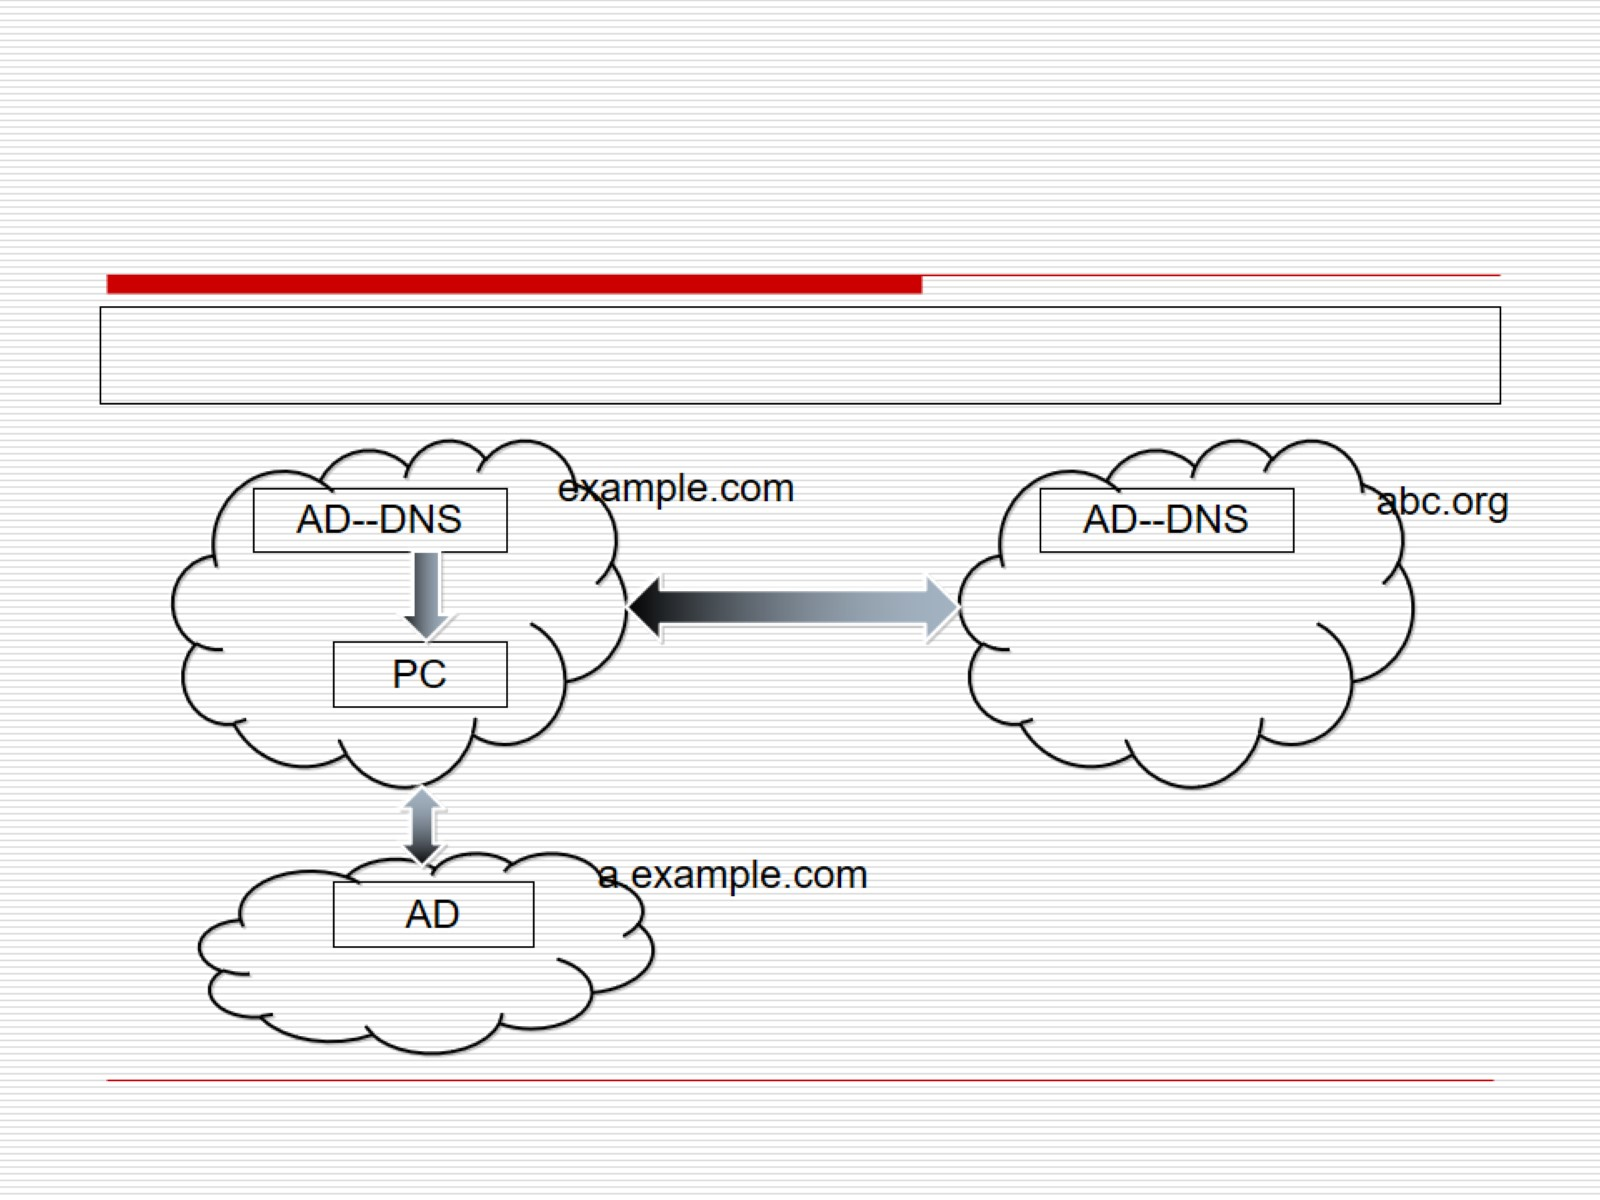 example.com
AD--DNS
abc.org
AD--DNS
PC
a.example.com
AD